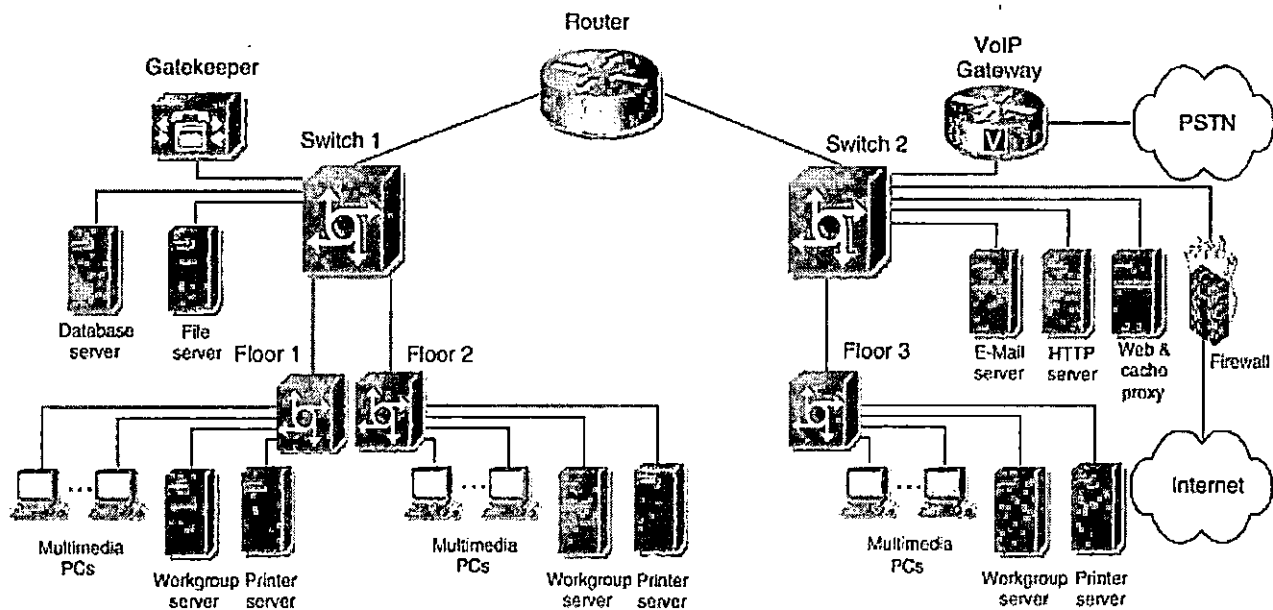 Router
VoIP
Gateway
Gatekeeper
PSTN
Switch 1
Switch 2
V
Database
server
File
server
Floor 1
Floor 2
Floor 3
E-Mail
server
HTTP
server
Web &
cacho
proxy
Firewall
Internet
Multimedia
PCs
Workgroup
server
Printer
server
Multimedia
PCs
Workgroup
server
Printer
server
Multimedia
PCs
Workgroup
server
Printer
server